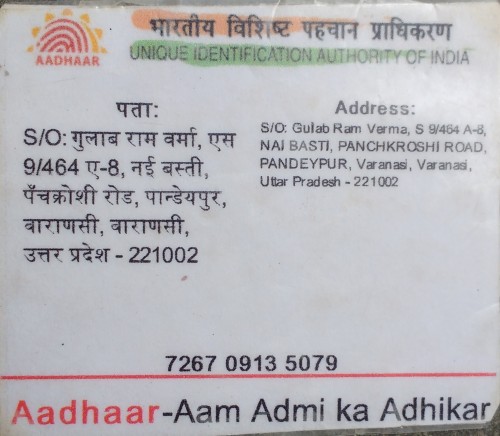 AADHAAR
भारतीय विशिष्ट पहचान प्राधिकरण
UNIQUE IDENTIFICATION AUTHORITY OF INDIA
पता:
S/O: गुलाब राम वर्मा, एस
9/464 ए-8, नई बस्ती,
पँचक्रोशी रोड, पान्डेयपुर,
वाराणसी, वाराणसी,
उत्तर प्रदेश - 221002
Address:
S/O: Gulab Ram Verma, S 9/464 A-8,
NAI BASTI, PANCHKROSHI ROAD,
PANDEYPUR, Varanasi, Varanasi,
Uttar Pradesh - 221002
7267 0913 5079
Aadhaar-Aam Admi ka Adhikar